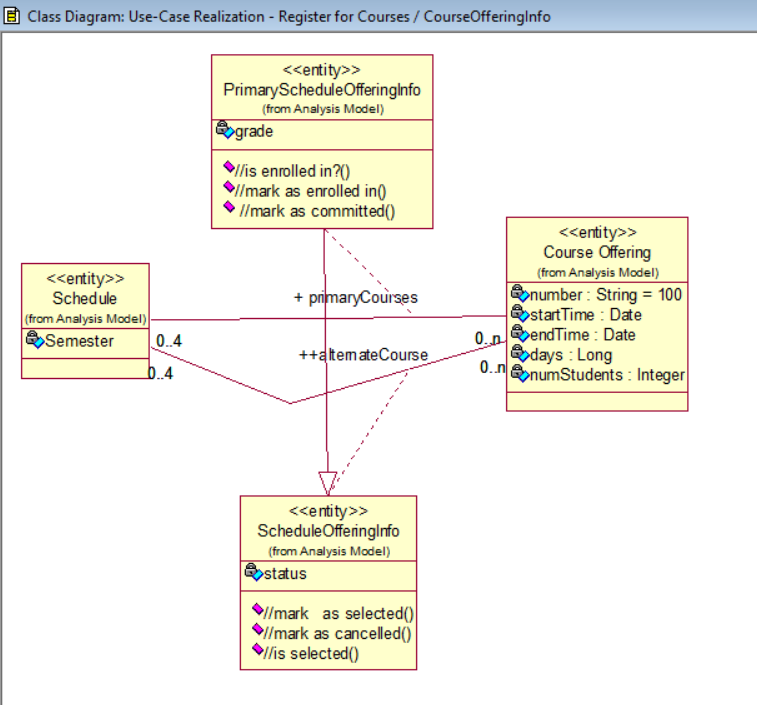 Class Diagram: Use-Case Realization - Register for Courses / CourseOfferingInfo
<<entity>>
PrimaryScheduleOfferingInfo
(from Analysis Model)
grade
//is enrolled in?()
//mark as enrolled in()
//mark as committed()
<<entity>>
Course Offering
(from Analysis Model)
number : String = 100
startTime : Date
endTime : Date
days : Long
numStudents : Integer
<<entity>>
Schedule
(from Analysis Model)
Semester
+ primaryCourses
0..4
0..n
++alternateCourse
0..4
0..n
<<entity>>
ScheduleOfferingInfo
(from Analysis Model)
status
//mark as selected()
//mark as cancelled()
//is selected()